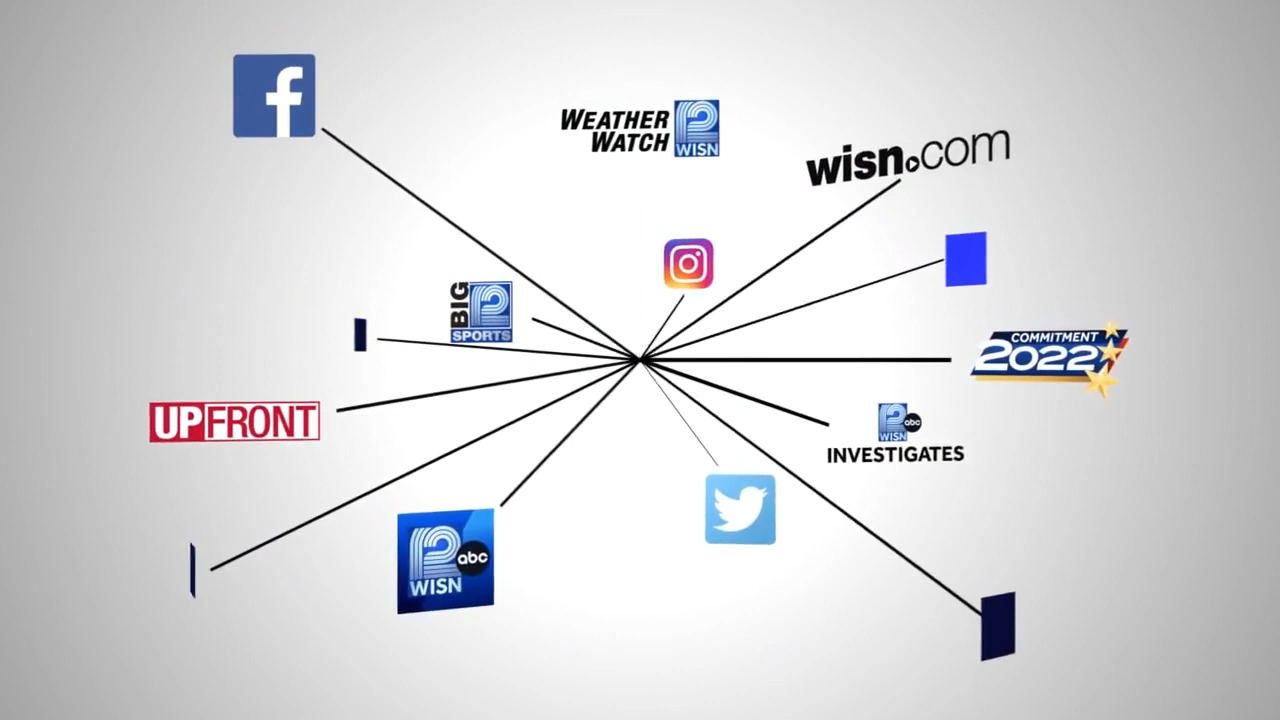 f
WEATHER
WATCH
12
WISN
wisn.com
BIG
12
SPORTS
COMMITMENT
2022
UPFRONT
12
abc
WISN
INVESTIGATES
12
abc
WISN